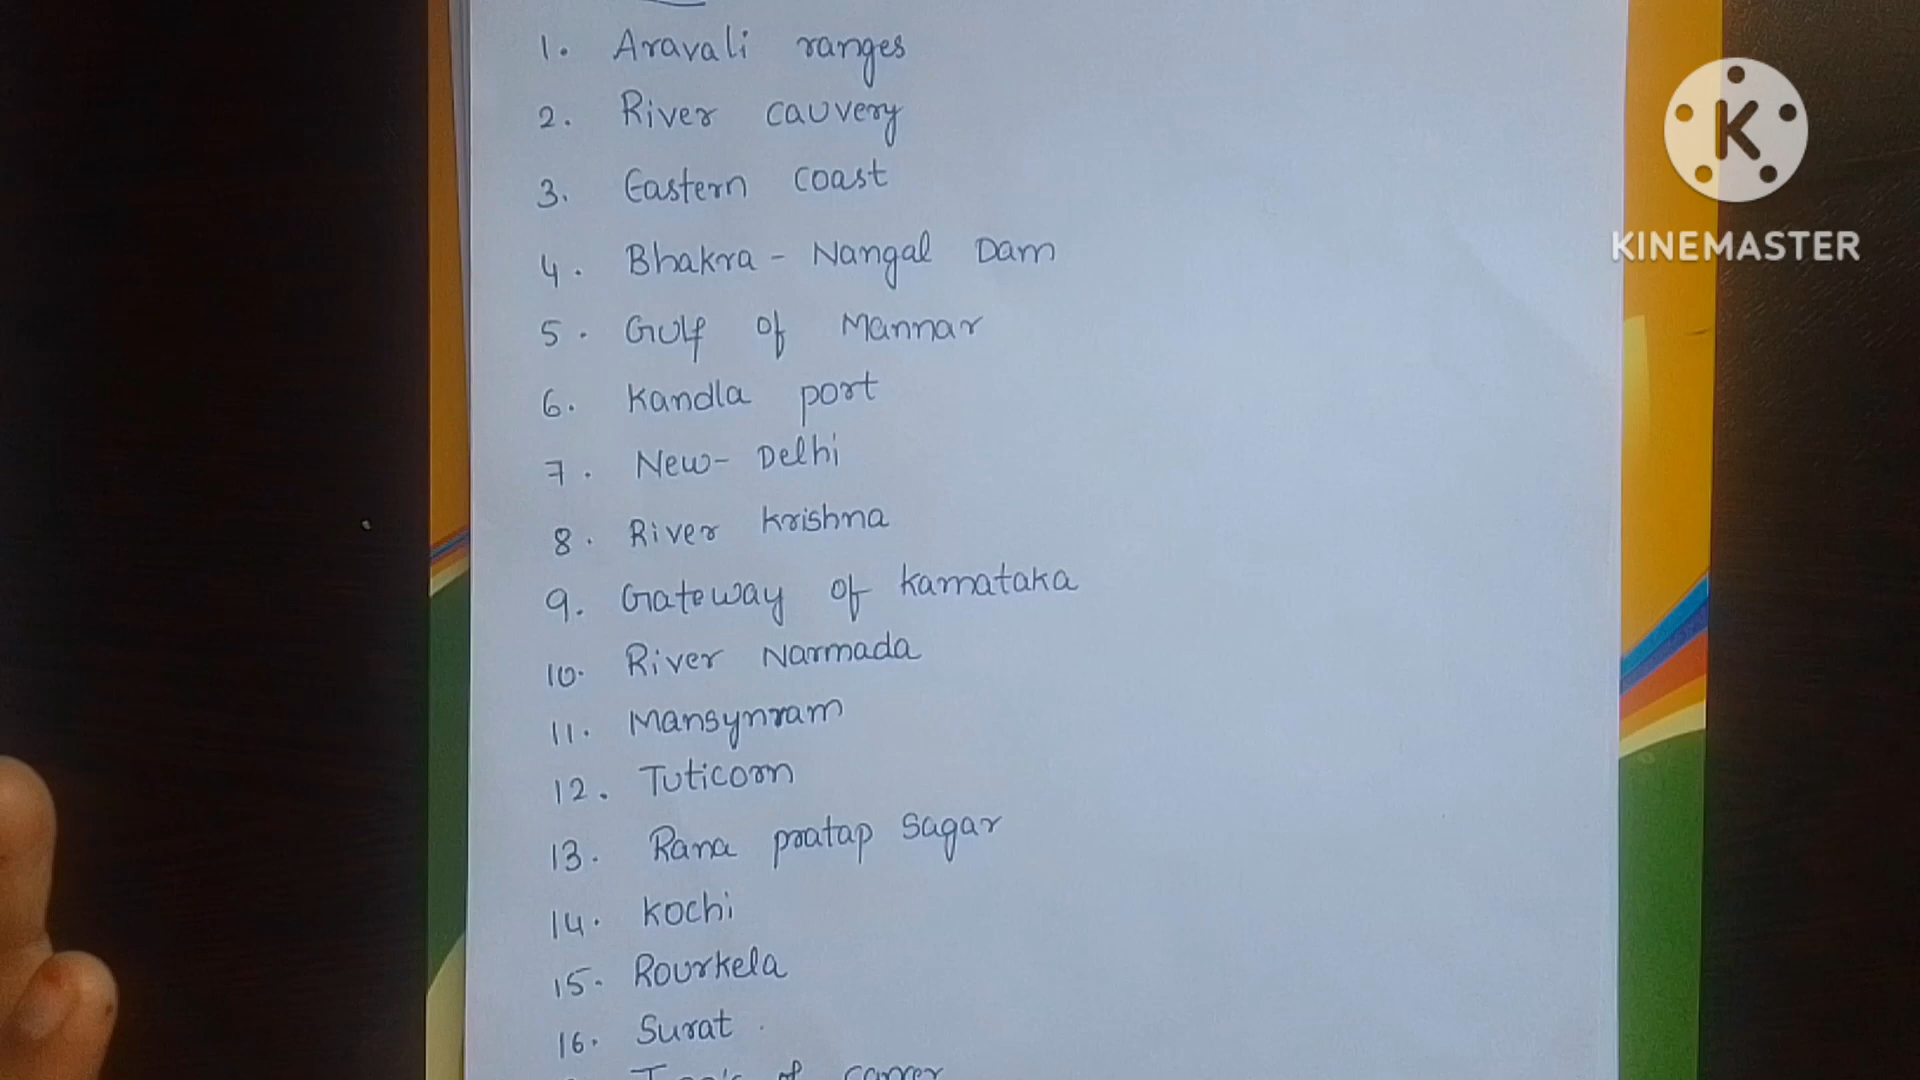 1. Aravali ranges
2. River cauvery
3. Eastern coast
4. Bhakra - Nangal Dam
5. Gulf of Mannar
6. Kandla port
7. New- Delhi
8. River Krishna
9. Gateway of Karnataka
10. River Narmada
11. Mansynram
12. Tuticorn
13. Rana pratap Sagar
14. Kochi
15. Rourkela
16. Surat
of cancer
K
KINEMASTER